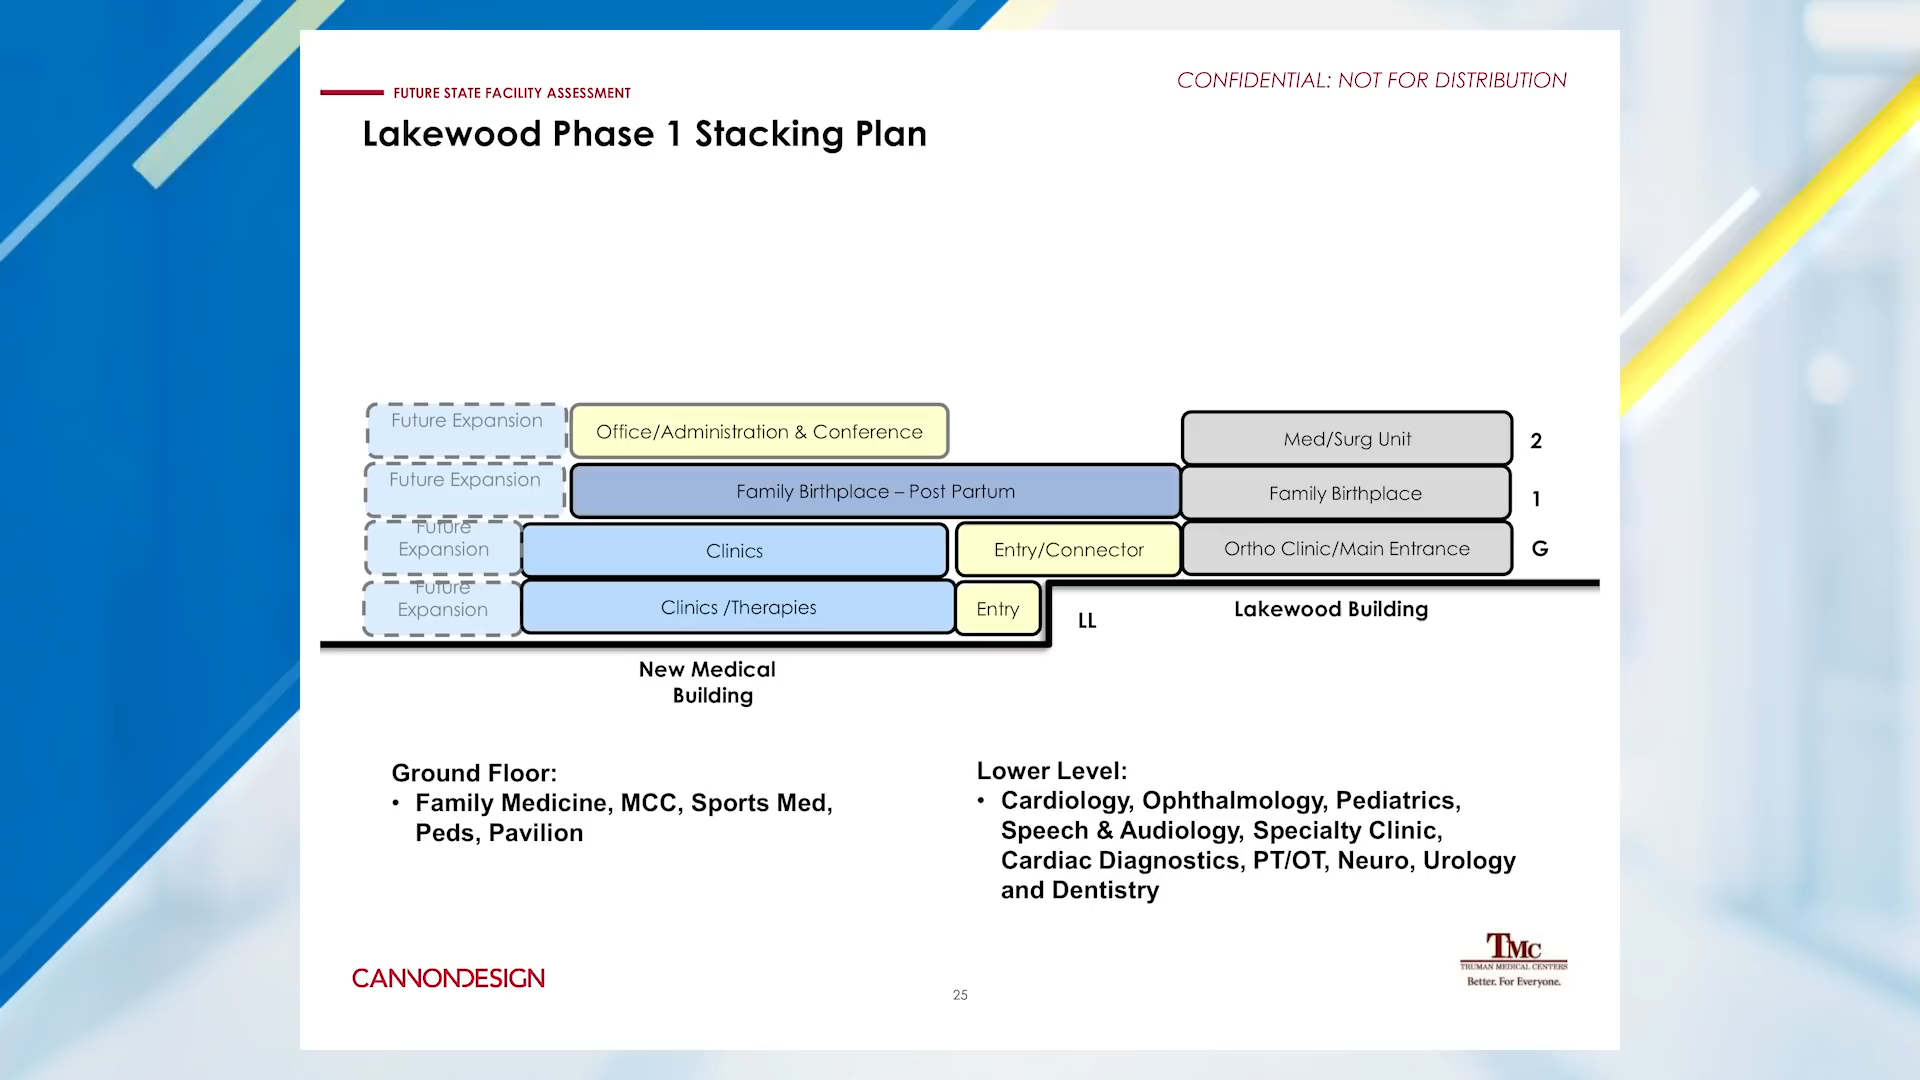 FUTURE STATE FACILITY ASSESSMENT
CONFIDENTIAL: NOT FOR DISTRIBUTION
Lakewood Phase 1 Stacking Plan
Future Expansion
Office/Administration & Conference
Med/Surg Unit
2
Future Expansion
Family Birthplace – Post Partum
Family Birthplace
1
Future
Expansion
Clinics
Entry/Connector
Ortho Clinic/Main Entrance
G
Future
Expansion
Clinics /Therapies
Entry
LL
Lakewood Building
New Medical
Building
Ground Floor:
• Family Medicine, MCC, Sports Med,
Peds, Pavilion
Lower Level:
• Cardiology, Ophthalmology, Pediatrics,
Speech & Audiology, Specialty Clinic,
Cardiac Diagnostics, PT/OT, Neuro, Urology
and Dentistry
CANNONDESIGN
25
TMC
TRUMAN MEDICAL CENTERS
Better. For Everyone.